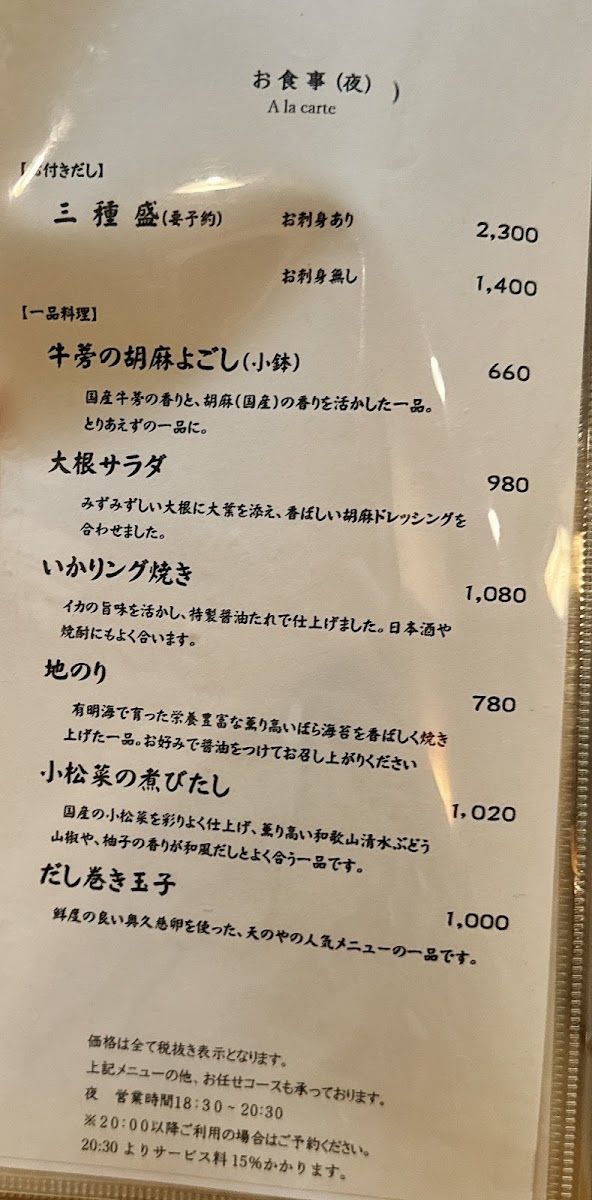 お食事（夜）
A la carte
付きだし】
三種盛(要予約) お刺身あり 2,300
お刺身無し 1,400
【一品料理】
牛蒡の胡麻よごし(小鉢) 660
国産牛蒡の香りと、胡麻(国産)の香りを活かした一品。
とりあえずの一品に。
大根サラダ 980
みずみずしい大根に大葉を添え、香ばしい胡麻ドレッシングを
合わせました。
いかリング焼き 1,080
イカの旨味を活かし、特製醤油たれで仕上げました。日本酒や
焼酎にもよく合います。
地のり 780
有明海で育った栄養豊富な薫り高いばら海苔を香ばしく焼き
上げた一品。お好みで醤油をつけてお召し上がりください
小松菜の煮びたし 1,020
国産の小松菜を彩りよく仕上げ、薫り高い和歌山清水ぶどう
山椒や、柚子の香りが和風だしとよく合う一品です。
だし巻き玉子 1,000
鮮度の良い奥久慈卵を使った、天のやの人気メニューの一品です。
価格は全て税抜き表示となります。
上記メニューの他、お任せコースも承っております。
夜 営業時間18:30～20:30
※20:00以降ご利用の場合はご予約ください。
20:30よりサービス料15%かかります。